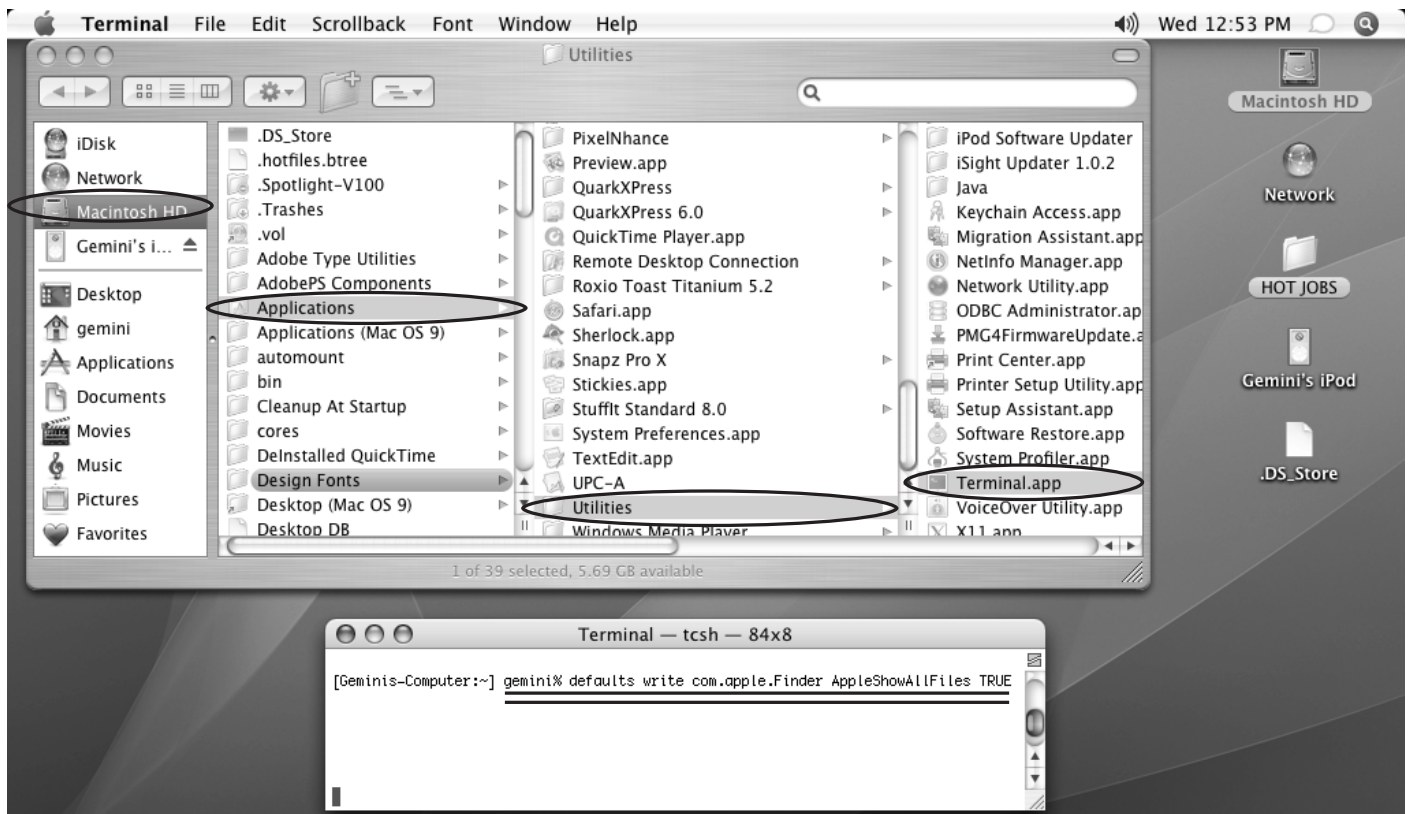 Terminal File Edit Scrollback Font Window Help Wed 12:53 PM
Utilities
iDisk
Network
Macintosh HD
Gemini's i...
Desktop
gemini
Applications
Documents
Movies
Music
Pictures
Favorites
.DS_Store
.hotfiles.btree
.Spotlight-V100
.Trashes
.vol
Adobe Type Utilities
AdobePS Components
Applications
Applications (Mac OS 9)
automount
bin
Cleanup At Startup
cores
DeInstalled QuickTime
Design Fonts
Desktop (Mac OS 9)
Desktop DB
PixelNhance
Preview.app
QuarkXPress
QuarkXPress 6.0
QuickTime Player.app
Remote Desktop Connection
Roxio Toast Titanium 5.2
Safari.app
Sherlock.app
Snapz Pro X
Stickies.app
StuffIt Standard 8.0
System Preferences.app
TextEdit.app
UPC-A
Utilities
Windows Media Player
iPod Software Updater
iSight Updater 1.0.2
Java
Keychain Access.app
Migration Assistant.app
NetInfo Manager.app
Network Utility.app
ODBC Administrator.ap
PMG4FirmwareUpdate.a
Print Center.app
Printer Setup Utility.app
Setup Assistant.app
Software Restore.app
System Profiler.app
Terminal.app
VoiceOver Utility.app
X11.app
1 of 39 selected, 5.69 GB available
Macintosh HD
Network
HOT JOBS
Gemini's iPod
.DS_Store
Terminal — tcsh — 84x8
[Geminis-Computer:~] gemini% defaults write com.apple.Finder AppleShowAllFiles TRUE